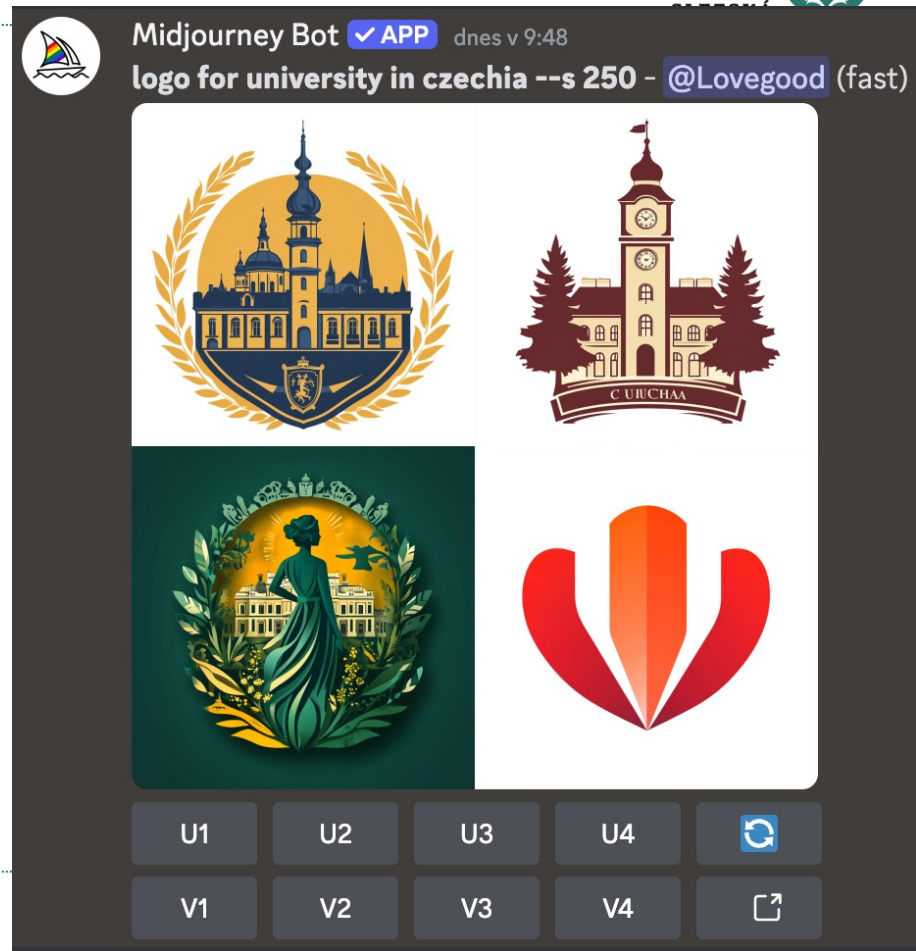 Midjourney Bot ✓ APP dnes v 9:48
logo for university in czechia --s 250 - @Lovegood (fast)
C UIUCHAA
U1 U2 U3 U4
V1 V2 V3 V4